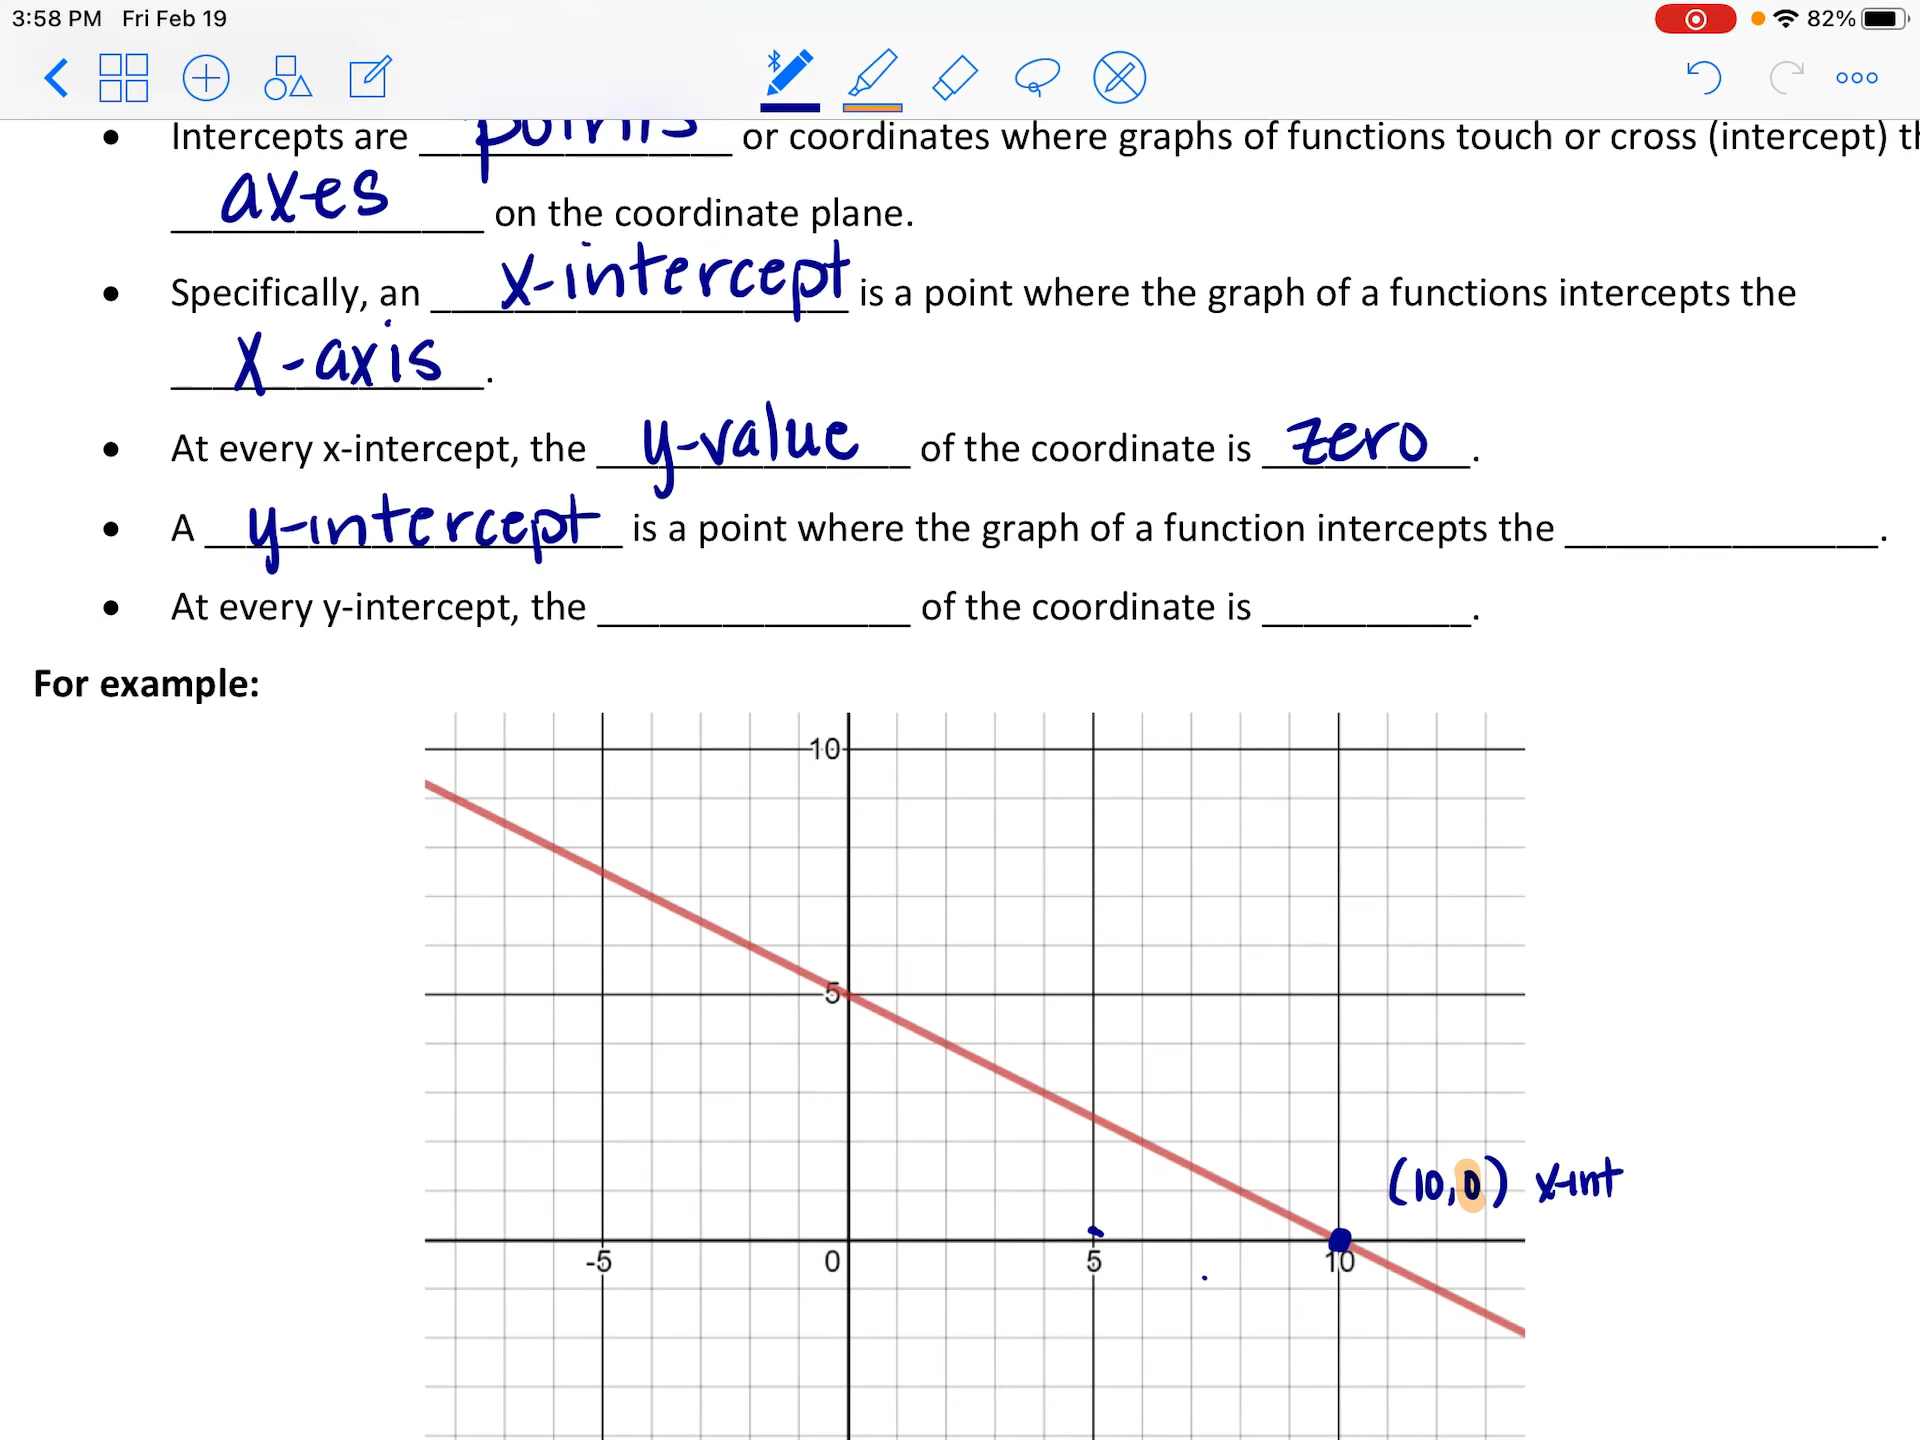 3:58 PM Fri Feb 19 82%
• Intercepts are points or coordinates where graphs of functions touch or cross (intercept)
axes on the coordinate plane.
• Specifically, an x-intercept is a point where the graph of a functions intercepts the
x-axis.
• At every x-intercept, the y-value of the coordinate is zero.
• A y-intercept is a point where the graph of a function intercepts the _______________.
• At every y-intercept, the _______________ of the coordinate is __________.
For example:
10
5
(10,0) x-int
-5 0 5 10